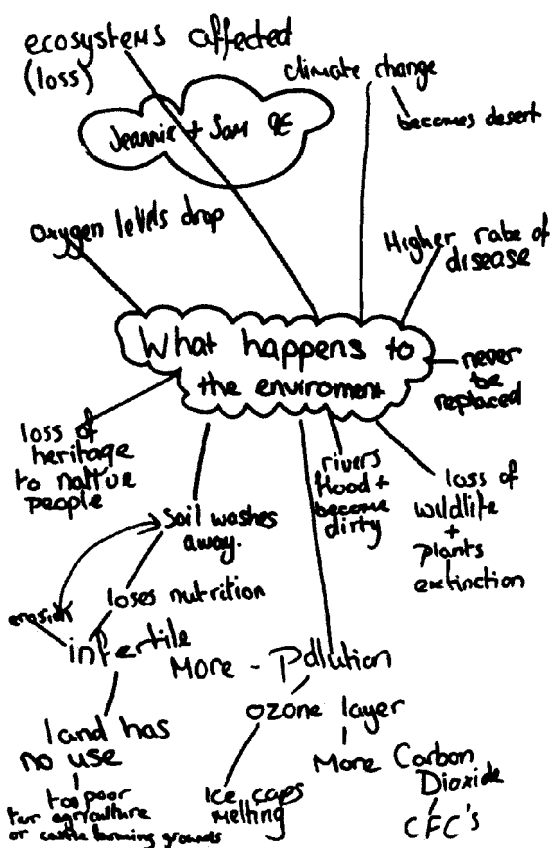 ecosystems affected
(loss)
climate change
becomes desert
Jeannie + Sam 9E
Oxygen levels drop
Higher rate of
disease
What happens to
the enviroment
never
be
replaced
loss of
heritage
to native
people
rivers
flood +
become
dirty
loss of
wildlife
+
plants
extinction
Soil washes
away.
loses nutrition
erosion
infertile
More - Pollution
land has
no use
ozone layer
More Carbon
Dioxide
too poor
for agriculture
or cattle farming grounds
Ice caps
melting
CFC's